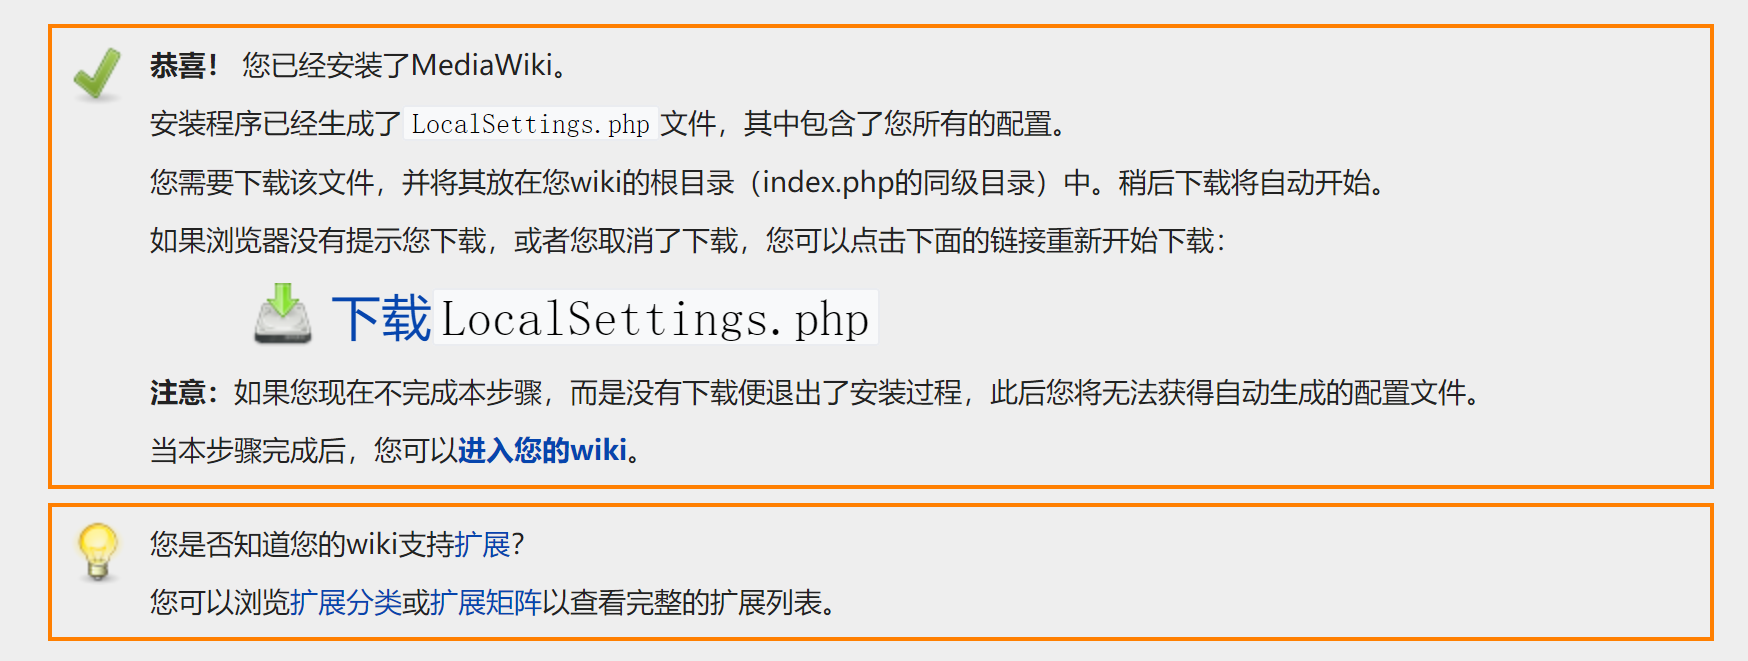 恭喜！ 您已经安装了MediaWiki。
安装程序已经生成了LocalSettings.php文件，其中包含了您所有的配置。
您需要下载该文件，并将其放在您wiki的根目录（index.php的同级目录）中。稍后下载将自动开始。
如果浏览器没有提示您下载，或者您取消了下载，您可以点击下面的链接重新开始下载：
下载LocalSettings.php
注意：如果您现在不完成本步骤，而是没有下载便退出了安装过程，此后您将无法获得自动生成的配置文件。
当本步骤完成后，您可以进入您的wiki。
您是否知道您的wiki支持扩展？
您可以浏览扩展分类或扩展矩阵以查看完整的扩展列表。